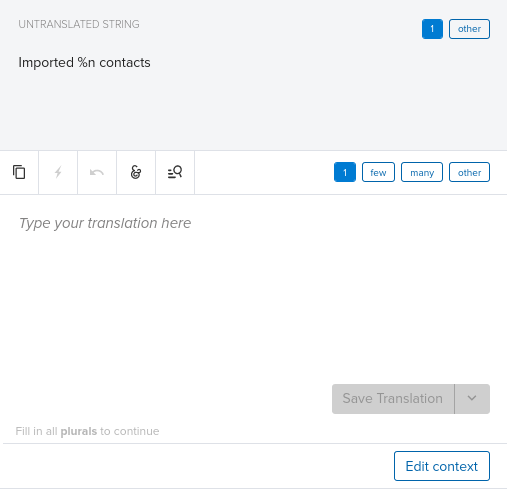 UNTRANSLATED STRING
1 other
Imported %n contacts
1 few many other
Type your translation here
Save Translation
Fill in all plurals to continue
Edit context